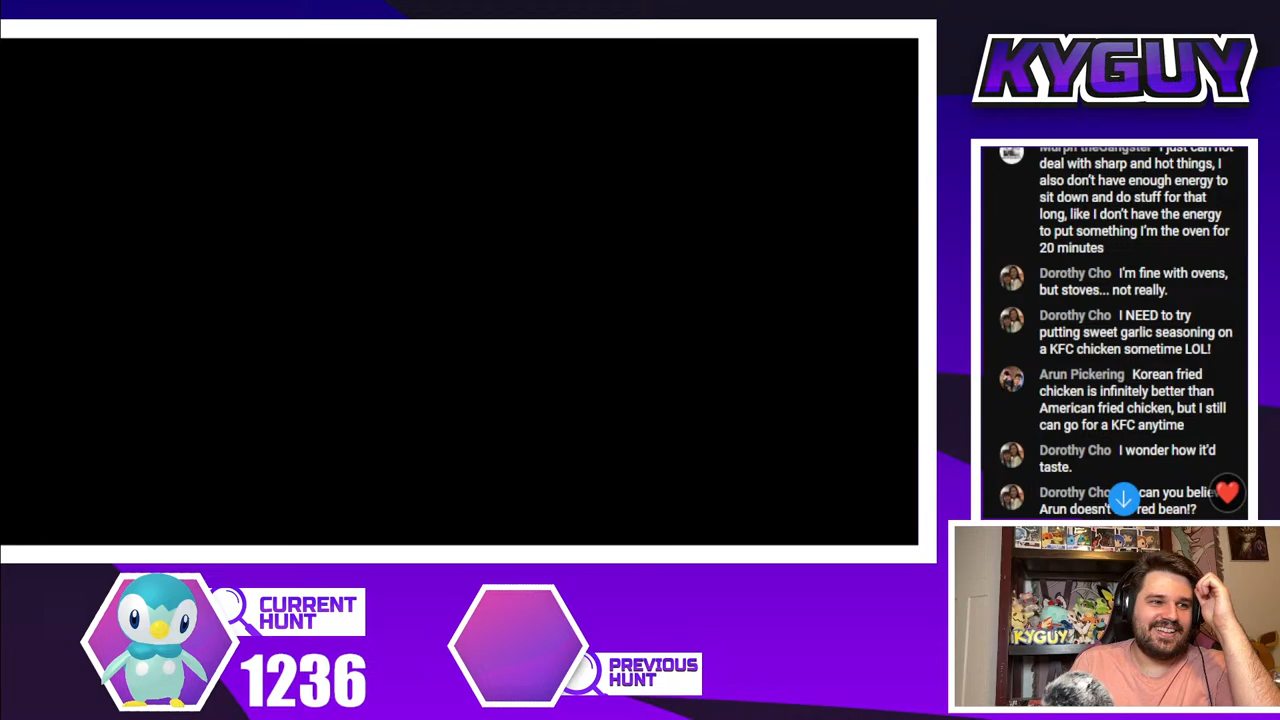 KYGUY
Murph theGangster I just can not
deal with sharp and hot things, I
also don't have enough energy to
sit down and do stuff for that
long, like I don't have the energy
to put something I'm the oven for
20 minutes
Dorothy Cho I'm fine with ovens,
but stoves... not really.
Dorothy Cho I NEED to try
putting sweet garlic seasoning on
a KFC chicken sometime LOL!
Arun Pickering Korean fried
chicken is infinitely better than
American fried chicken, but I still
can go for a KFC anytime
Dorothy Cho I wonder how it'd
taste.
Dorothy can you
Arun doesn't red bean!?
KYGUY
CURRENT
HUNT
1236
PREVIOUS
HUNT